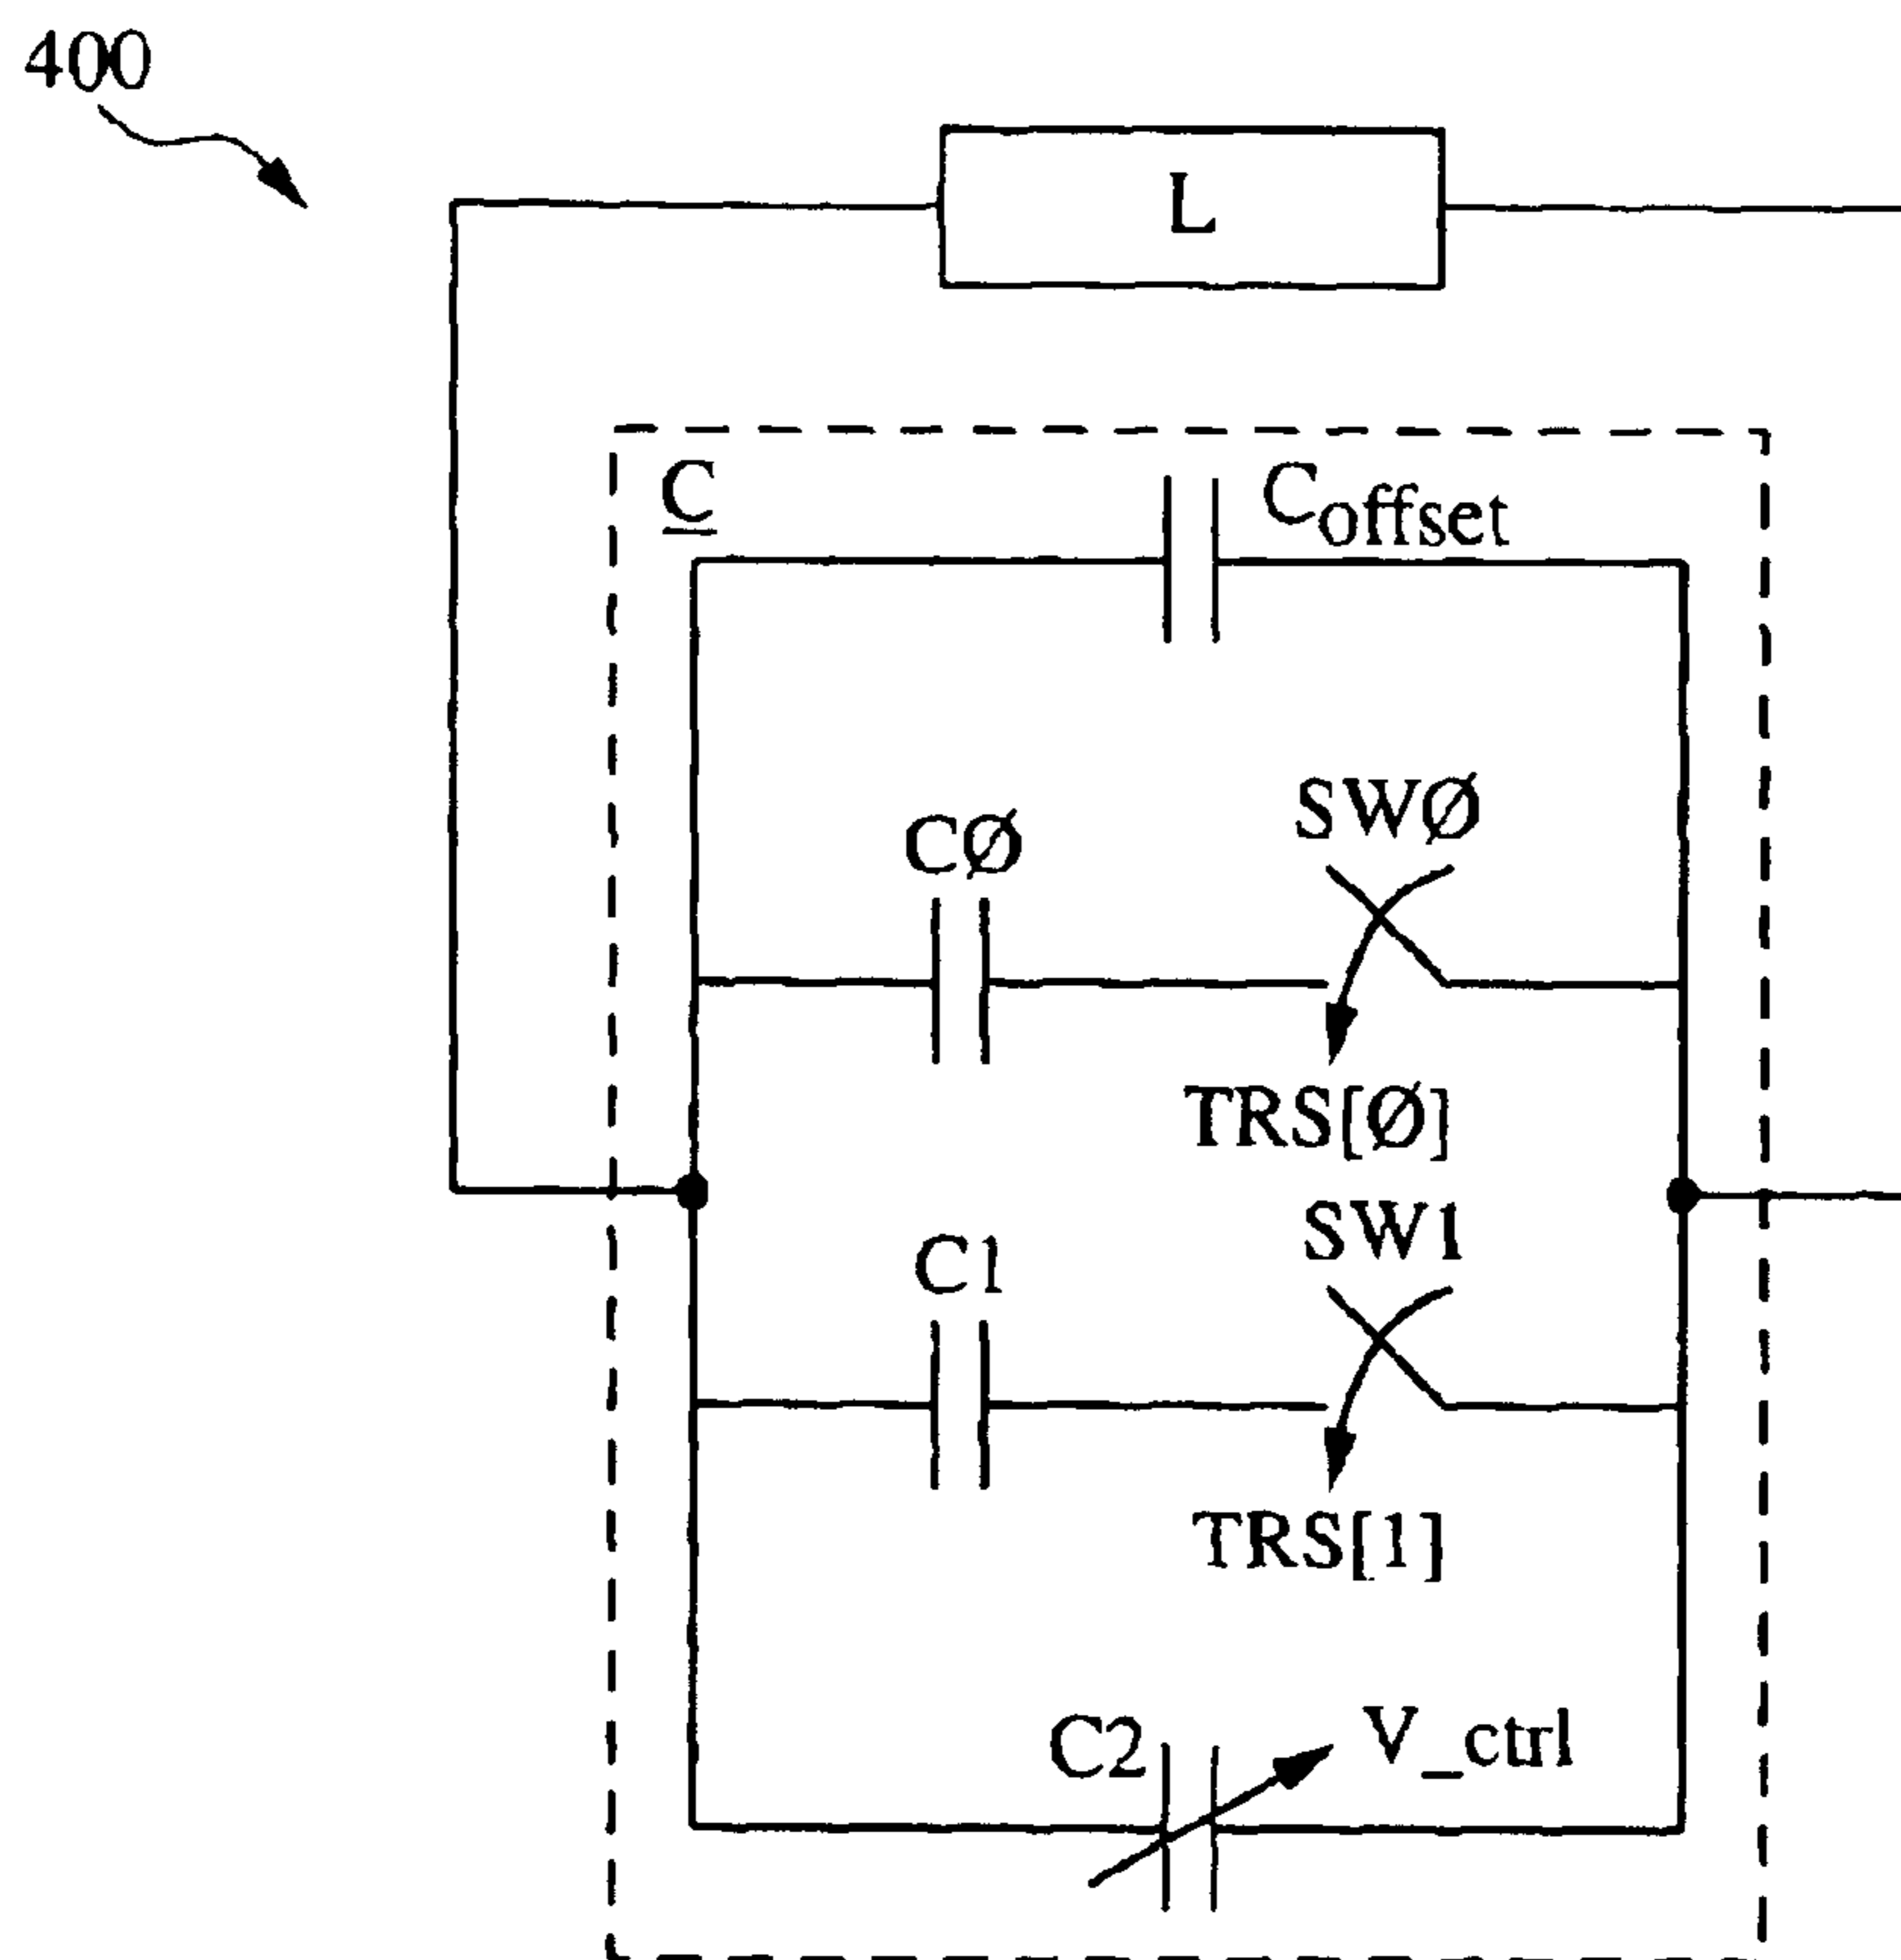 400
L
C
Coffset
SWØ
CØ
TRS[Ø]
SW1
C1
TRS[1]
C2
V_ctrl